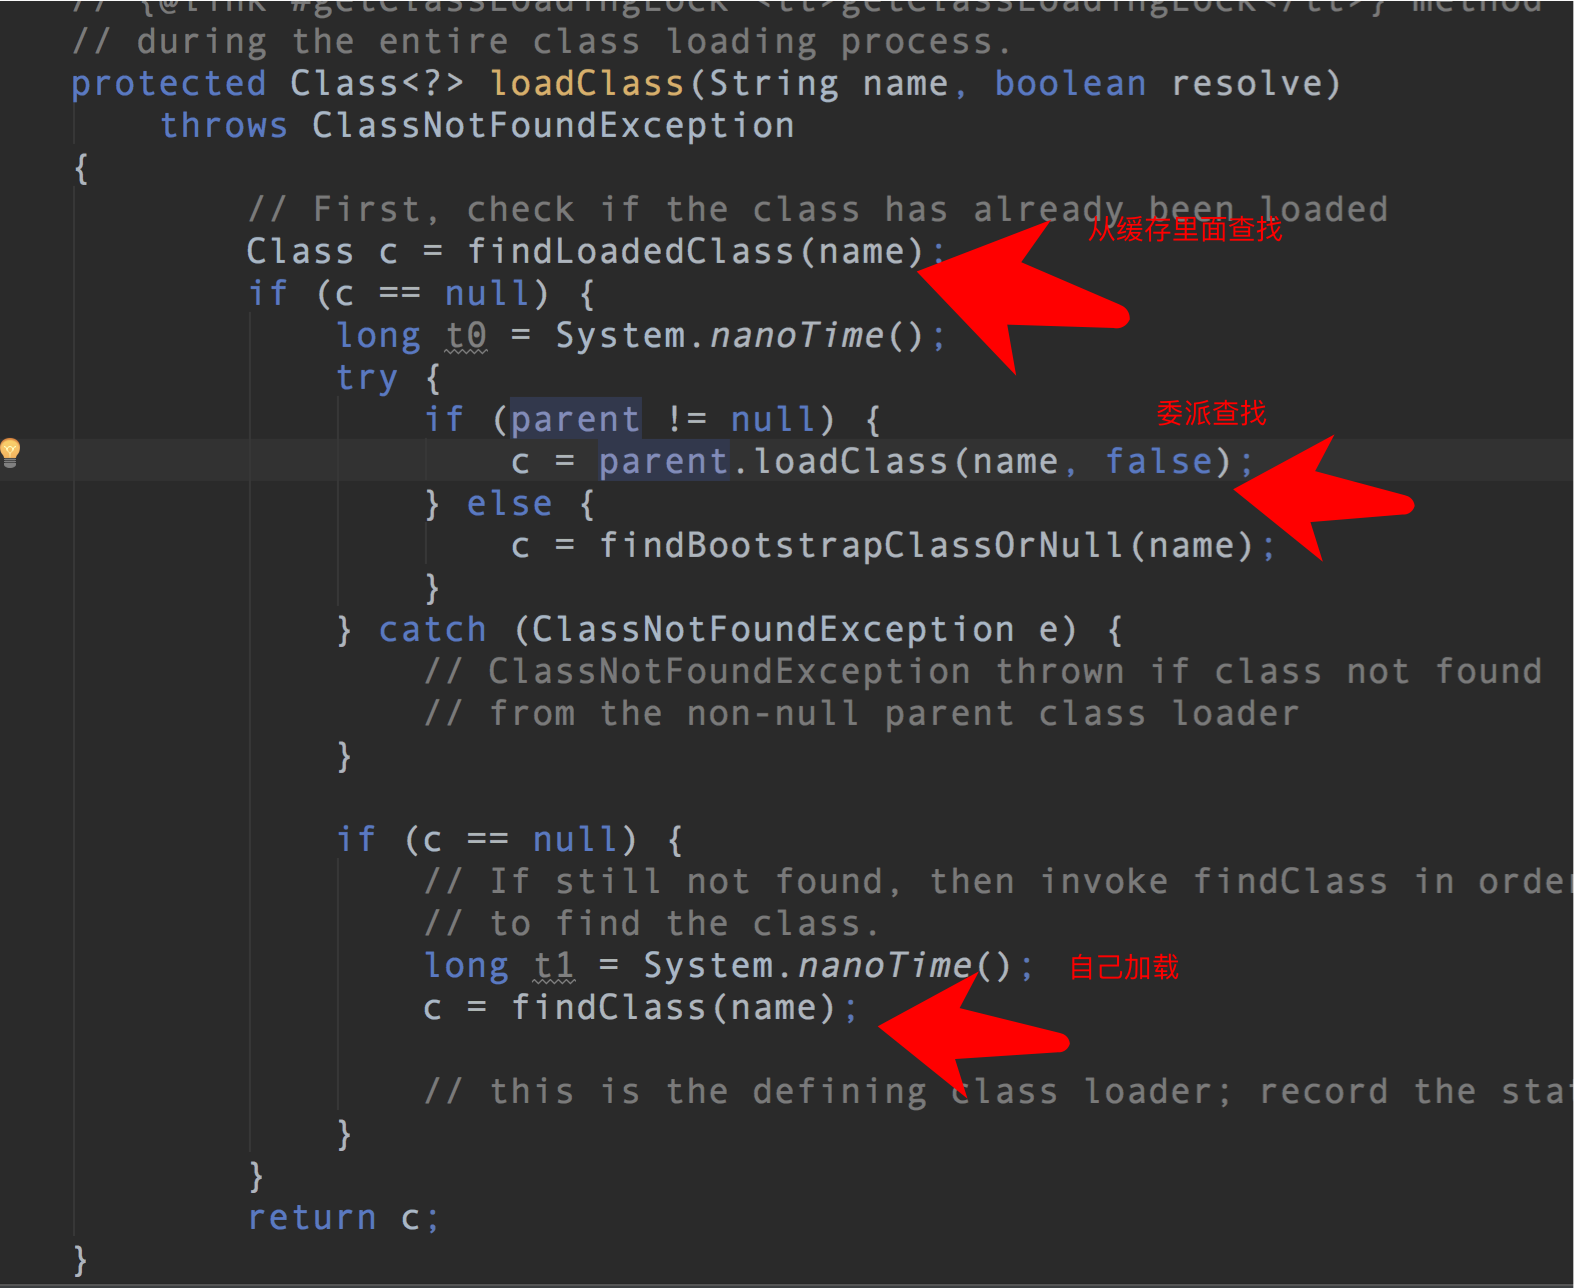 // {@link #getClassLoadingLock <tt>getClassLoadingLock</tt>} method
// during the entire class loading process.
protected Class<?> loadClass(String name, boolean resolve)
throws ClassNotFoundException
{
// First, check if the class has already been loaded
从缓存里面查找
Class c = findLoadedClass(name);
if (c == null) {
long t0 = System.nanoTime();
try {
if (parent != null) {
委派查找
c = parent.loadClass(name, false);
} else {
c = findBootstrapClassOrNull(name);
}
} catch (ClassNotFoundException e) {
// ClassNotFoundException thrown if class not found
// from the non-null parent class loader
}
if (c == null) {
// If still not found, then invoke findClass in order
// to find the class.
long t1 = System.nanoTime();
自己加载
c = findClass(name);
// this is the defining class loader; record the sta
}
}
return c;
}